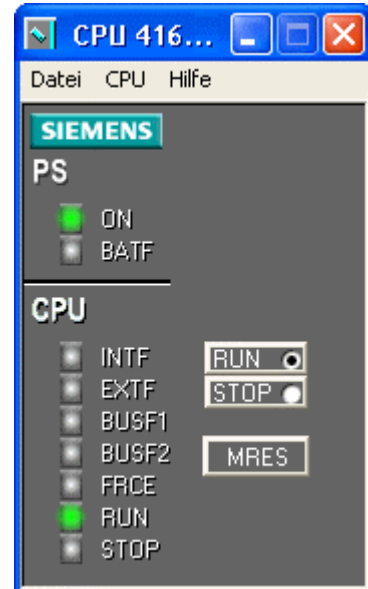 CPU 416...
Datei CPU Hilfe
SIEMENS
PS
ON
BATF
CPU
INTF
RUN
EXTF
STOP
BUSF1
BUSF2
MRES
FRCE
RUN
STOP